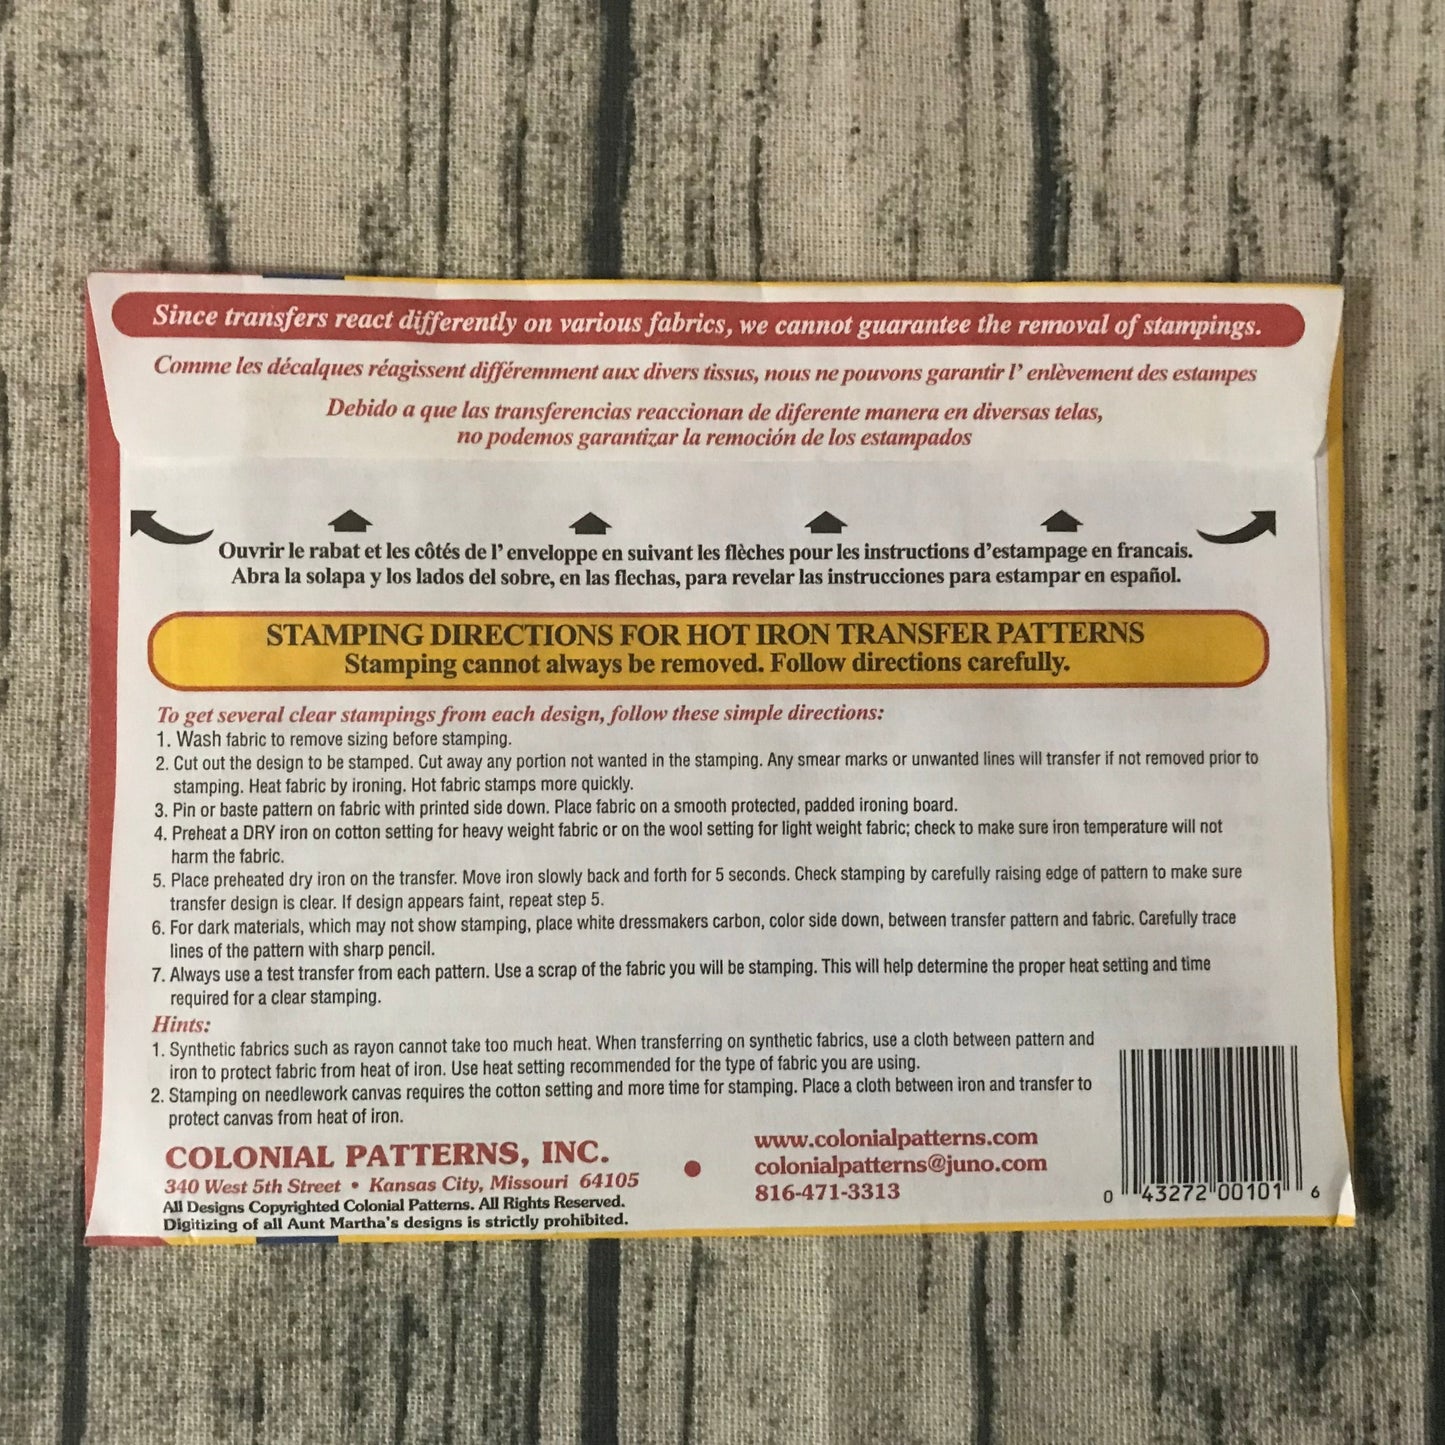 Since transfers react differently on various fabrics, we cannot guarantee the removal of stampings.
Comme les décalques réagissent différemment aux divers tissus, nous ne pouvons garantir l' enlèvement des estampes
Debido a que las transferencias reaccionan de diferente manera en diversas telas,
no podemos garantizar la remoción de los estampados
Ouvrir le rabat et les côtés de l' enveloppe en suivant les flèches pour les instructions d'estampage en francais.
Abra la solapa y los lados del sobre, en las flechas, para revelar las instrucciones para estampar en español.
STAMPING DIRECTIONS FOR HOT IRON TRANSFER PATTERNS
Stamping cannot always be removed. Follow directions carefully.
To get several clear stampings from each design, follow these simple directions:
1. Wash fabric to remove sizing before stamping.
2. Cut out the design to be stamped. Cut away any portion not wanted in the stamping. Any smear marks or unwanted lines will transfer if not removed prior to
stamping. Heat fabric by ironing. Hot fabric stamps more quickly.
3. Pin or baste pattern on fabric with printed side down. Place fabric on a smooth protected, padded ironing board.
4. Preheat a DRY iron on cotton setting for heavy weight fabric or on the wool setting for light weight fabric; check to make sure iron temperature will not
harm the fabric.
5. Place preheated dry iron on the transfer. Move iron slowly back and forth for 5 seconds. Check stamping by carefully raising edge of pattern to make sure
transfer design is clear. If design appears faint, repeat step 5.
6. For dark materials, which may not show stamping, place white dressmakers carbon, color side down, between transfer pattern and fabric. Carefully trace
lines of the pattern with sharp pencil.
7. Always use a test transfer from each pattern. Use a scrap of the fabric you will be stamping. This will help determine the proper heat setting and time
required for a clear stamping.
Hints:
1. Synthetic fabrics such as rayon cannot take too much heat. When transferring on synthetic fabrics, use a cloth between pattern and
iron to protect fabric from heat of iron. Use heat setting recommended for the type of fabric you are using.
2. Stamping on needlework canvas requires the cotton setting and more time for stamping. Place a cloth between iron and transfer to
protect canvas from heat of iron.
COLONIAL PATTERNS, INC.
340 West 5th Street • Kansas City, Missouri 64105
All Designs Copyrighted Colonial Patterns. All Rights Reserved.
Digitizing of all Aunt Martha's designs is strictly prohibited.
www.colonialpatterns.com
colonialpatterns@juno.com
816-471-3313
0 43272 00101 6